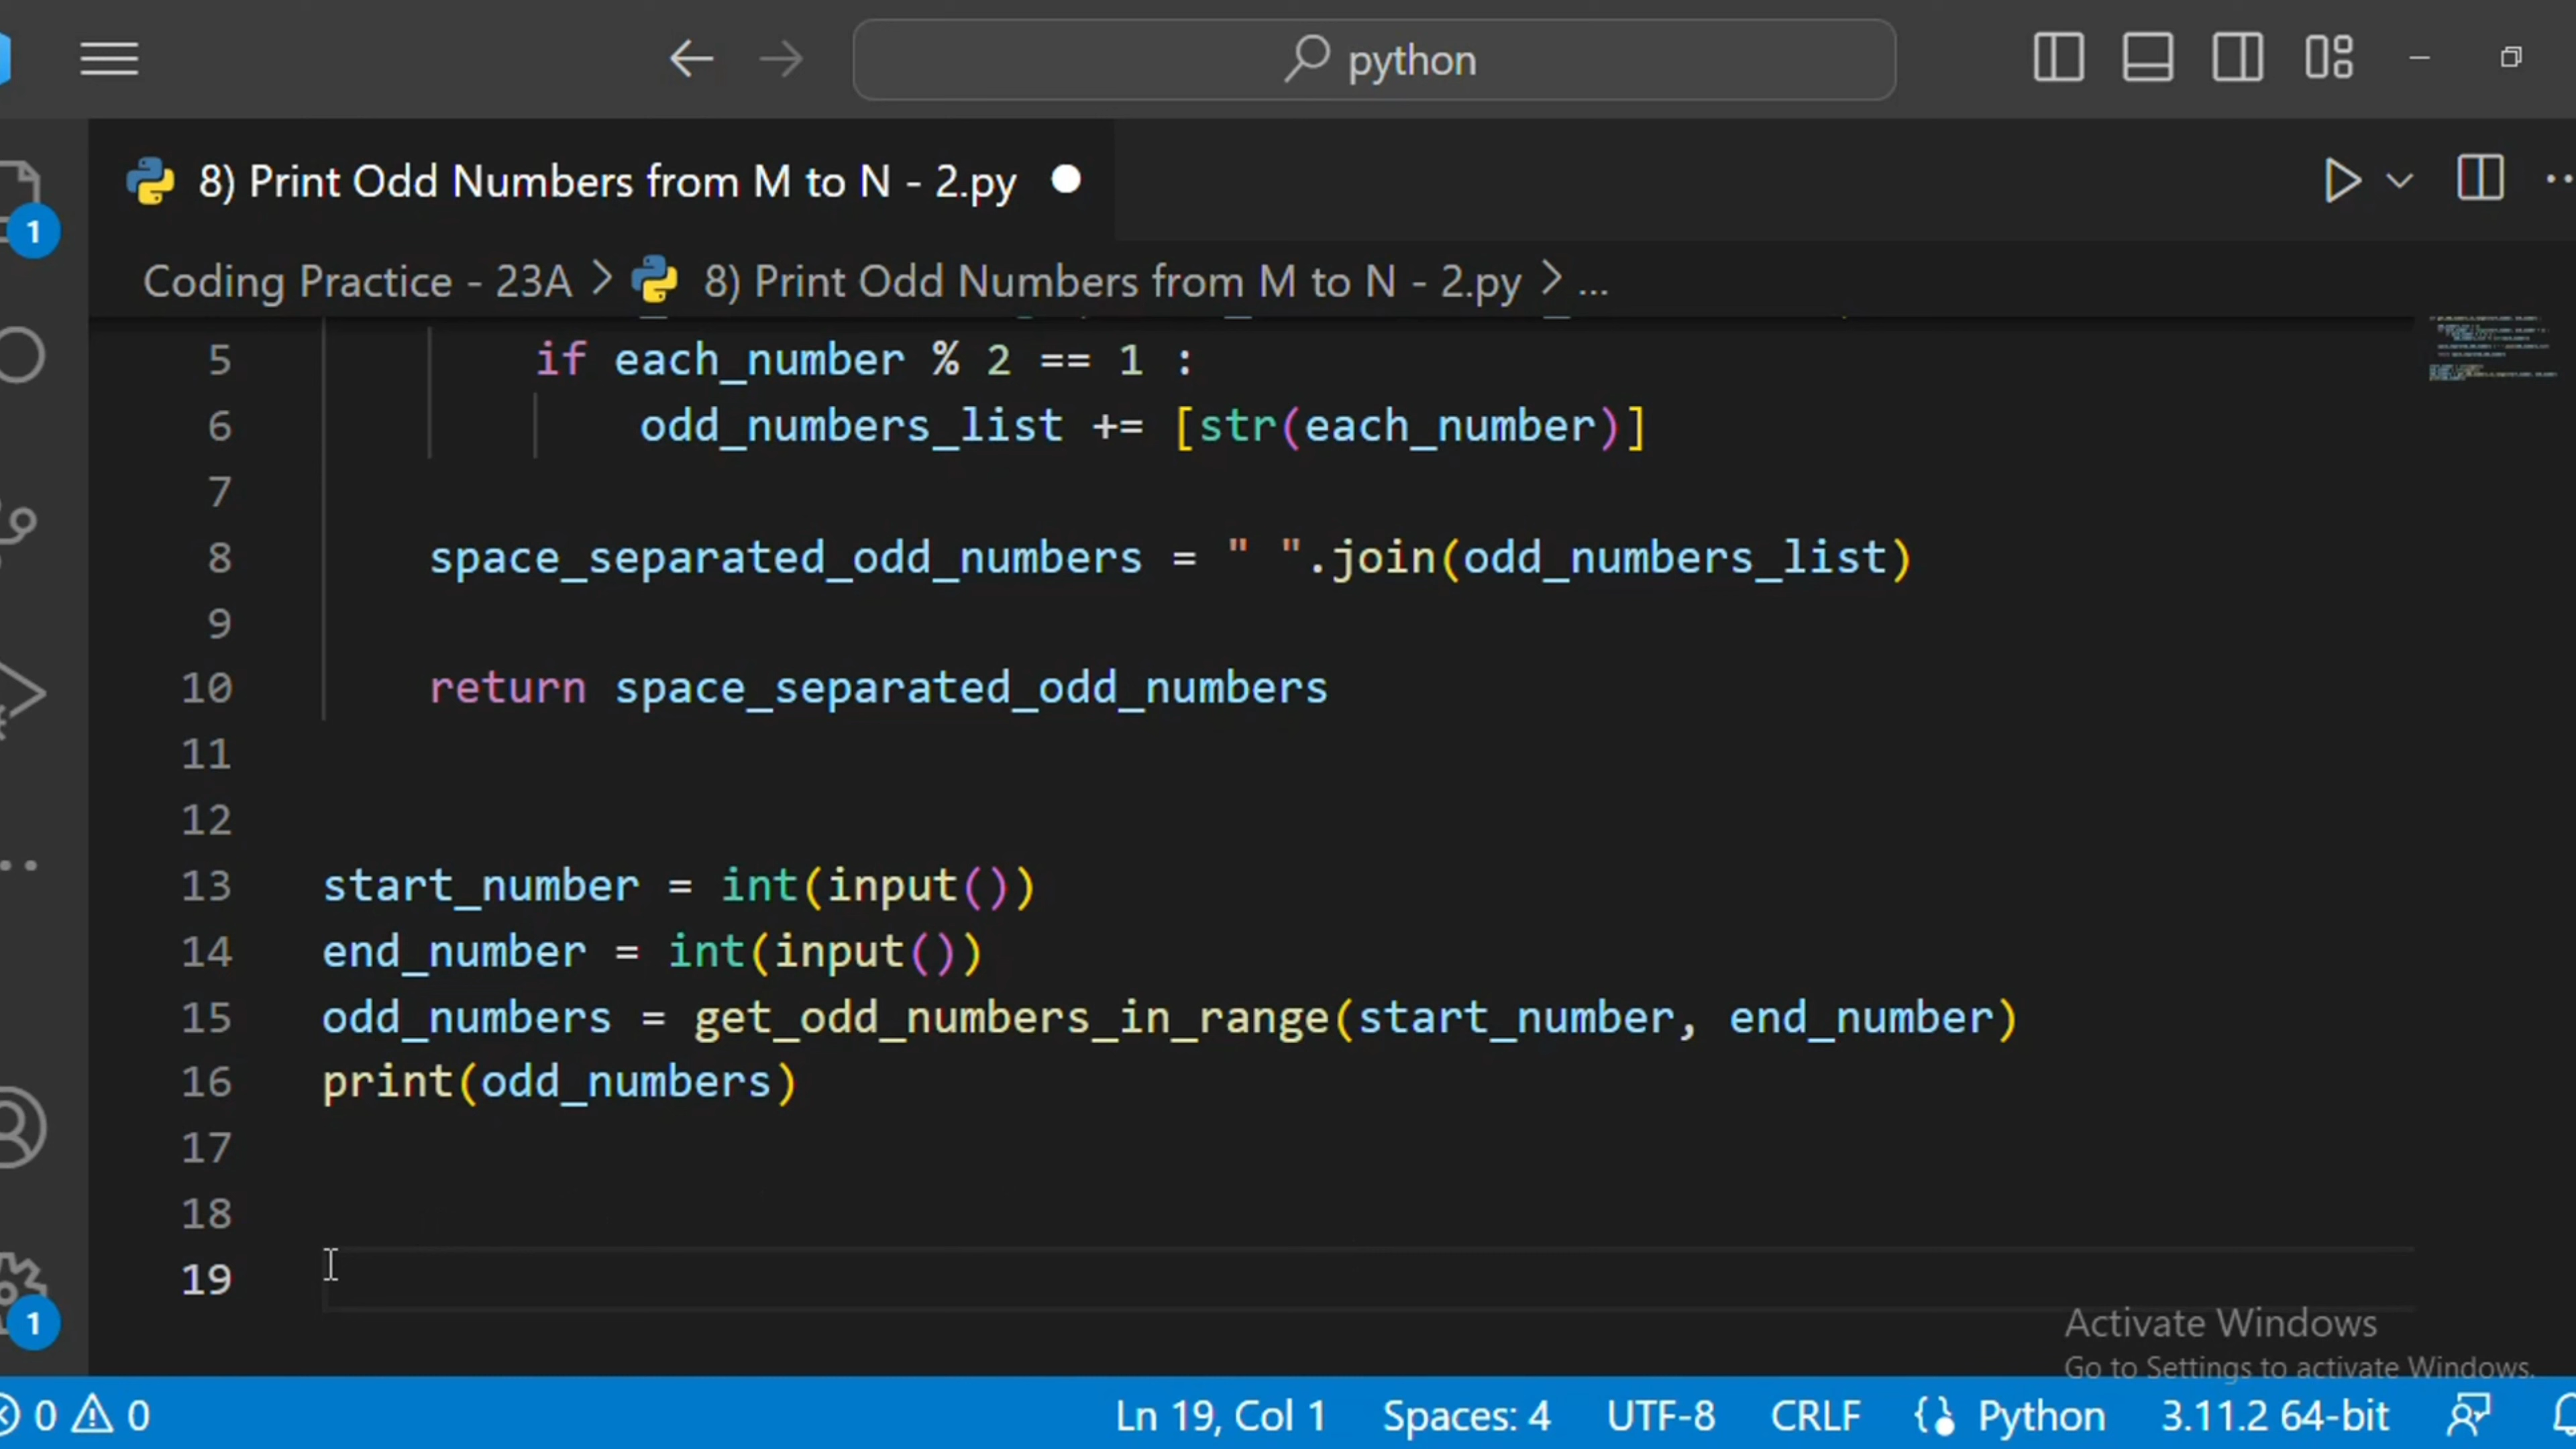 python
8) Print Odd Numbers from M to N - 2.py
1
Coding Practice - 23A > 8) Print Odd Numbers from M to N - 2.py > ...
5 if each_number % 2 == 1 :
6 odd_numbers_list += [str(each_number)]
7
8 space_separated_odd_numbers = " ".join(odd_numbers_list)
9
10 return space_separated_odd_numbers
11
12
13 start_number = int(input())
14 end_number = int(input())
15 odd_numbers = get_odd_numbers_in_range(start_number, end_number)
16 print(odd_numbers)
17
18
19
1
Activate Windows
Go to Settings to activate Windows.
0 0 Ln 19, Col 1 Spaces: 4 UTF-8 CRLF Python 3.11.2 64-bit